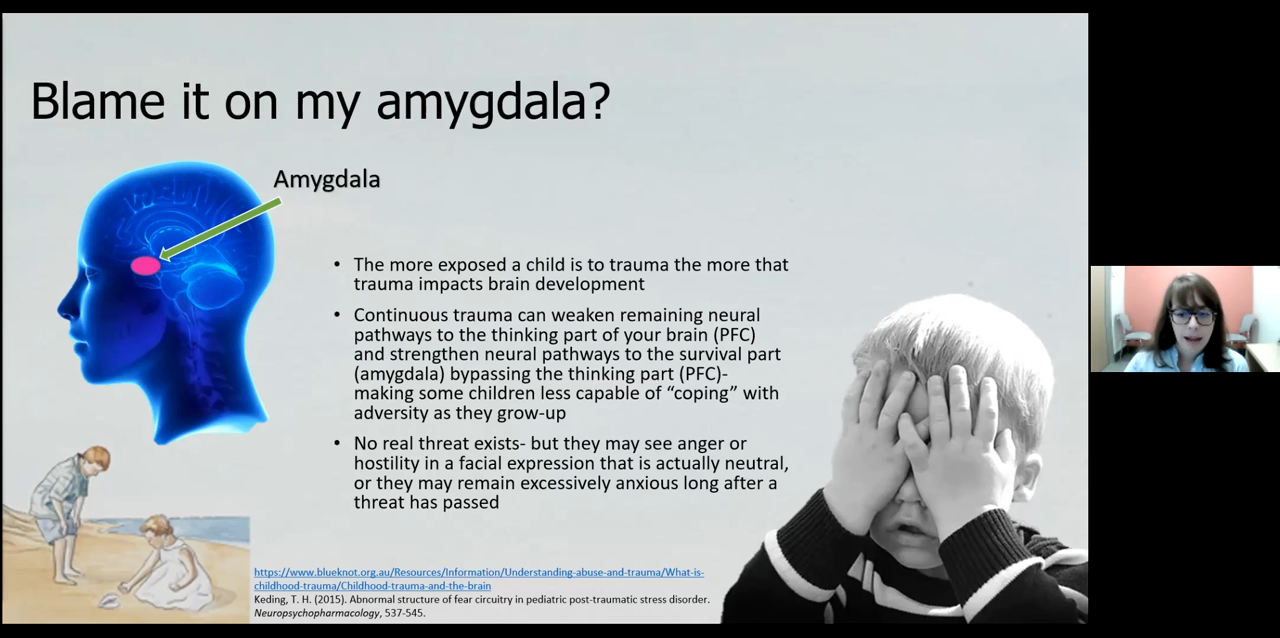 Blame it on my amygdala?
Amygdala
• The more exposed a child is to trauma the more that
trauma impacts brain development
• Continuous trauma can weaken remaining neural
pathways to the thinking part of your brain (PFC)
and strengthen neural pathways to the survival part
(amygdala) bypassing the thinking part (PFC)-
making some children less capable of “coping” with
adversity as they grow-up
• No real threat exists- but they may see anger or
hostility in a facial expression that is actually neutral,
or they may remain excessively anxious long after a
threat has passed
https://www.blueknot.org.au/Resources/Information/Understanding-abuse-and-trauma/What-is-
childhood-trauma/Childhood-trauma-and-the-brain
Keding, T. H. (2015). Abnormal structure of fear circuitry in pediatric post-traumatic stress disorder.
Neuropsychopharmacology, 537-545.